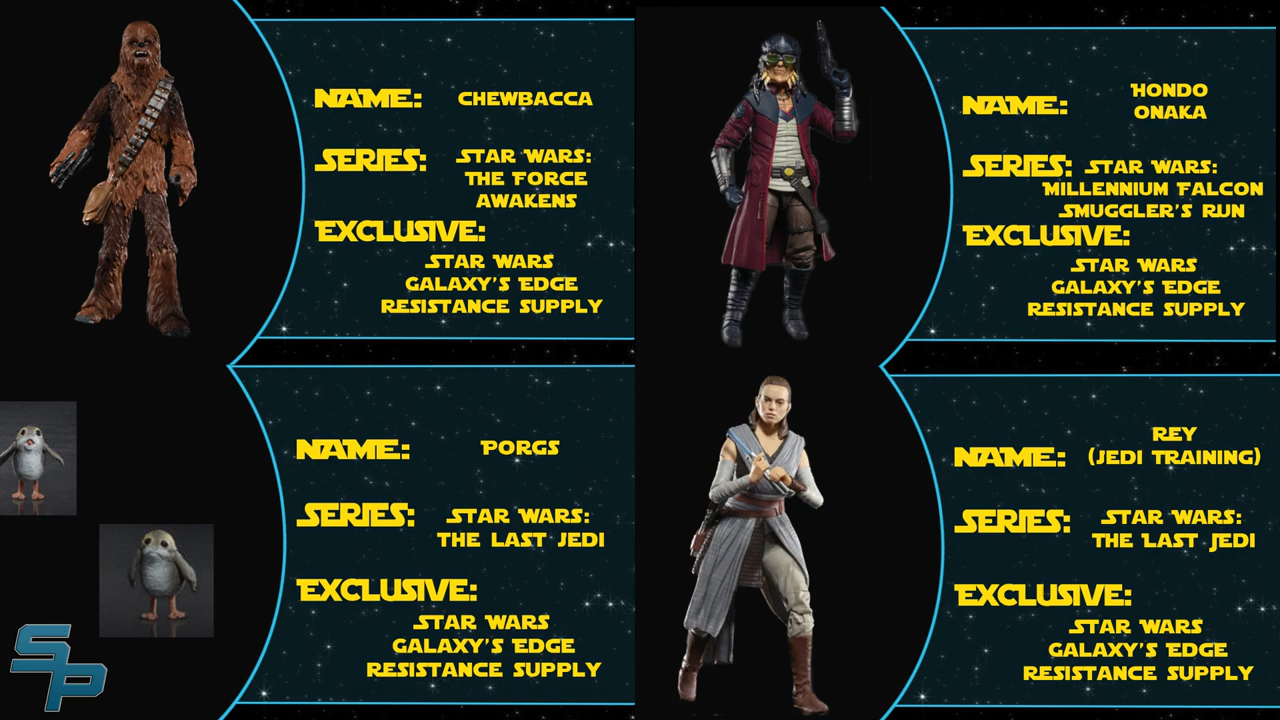 NAME: CHEWBACCA
SERIES: STAR WARS:
THE FORCE
AWAKENS
EXCLUSIVE:
STAR WARS
GALAXY'S EDGE
RESISTANCE SUPPLY
NAME: HONDO
ONAKA
SERIES: STAR WARS:
MILLENNIUM FALCON
SMUGGLER'S RUN
EXCLUSIVE:
STAR WARS
GALAXY'S EDGE
RESISTANCE SUPPLY
NAME: PORGS
SERIES: STAR WARS:
THE LAST JEDI
EXCLUSIVE:
STAR WARS
GALAXY'S EDGE
RESISTANCE SUPPLY
SP
NAME: REY
(JEDI TRAINING)
SERIES: STAR WARS:
THE LAST JEDI
EXCLUSIVE:
STAR WARS
GALAXY'S EDGE
RESISTANCE SUPPLY